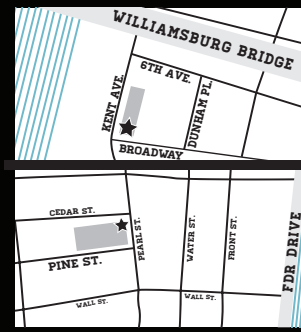 WILLIAMSBURG BRIDGE
6TH AVE.
KENT AVE.
DUNHAM PL.
BROADWAY
CEDAR ST.
PEARL ST.
WATER ST.
FRONT ST.
FDR DRIVE
PINE ST.
WALL ST.
WALL ST.